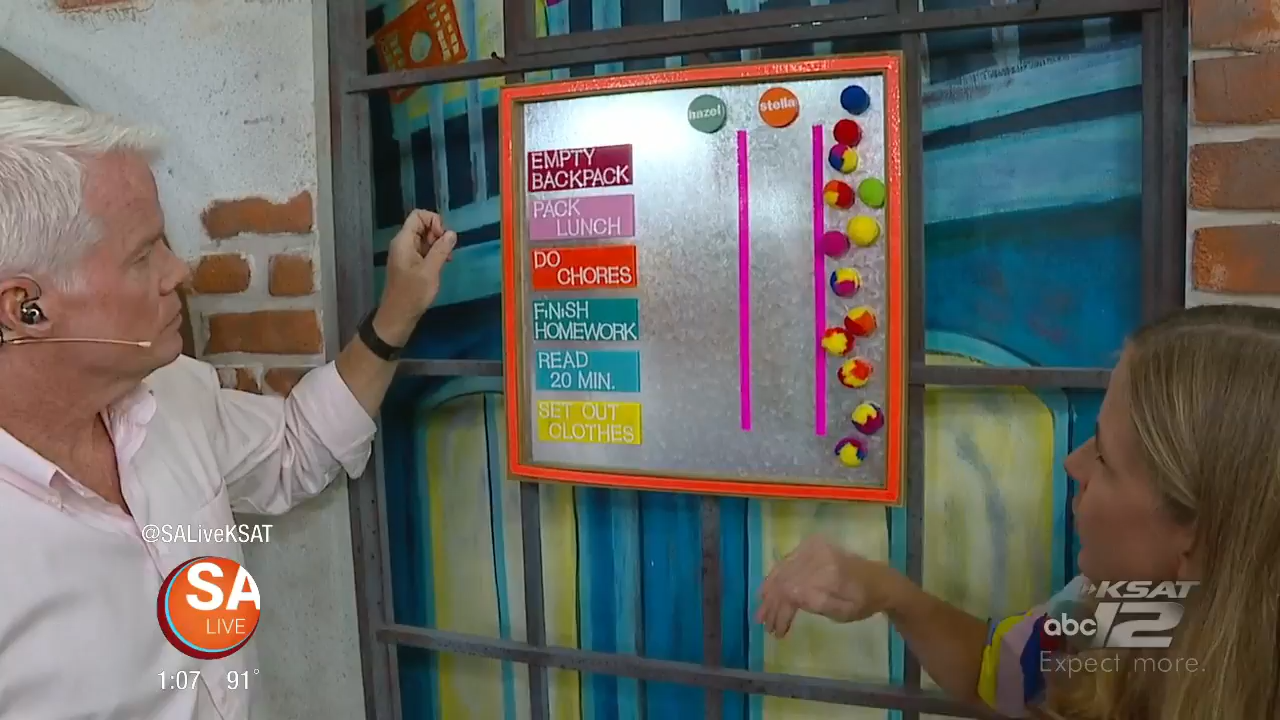 hazel
stella
EMPTY
BACKPACK
PACK
LUNCH
DO
CHORES
FINISH
HOMEWORK
READ
20 MIN.
SET OUT
CLOTHES
@SALiveKSAT
SA
LIVE
1:07 91°
KSAT
abc 12
Expect more.